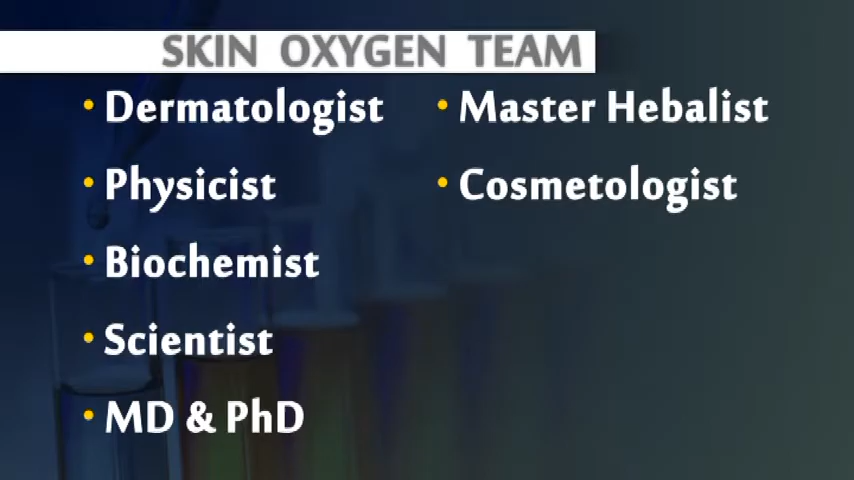 SKIN OXYGEN TEAM
• Dermatologist
• Physicist
• Biochemist
• Scientist
• MD & PhD
• Master Hebalist
• Cosmetologist